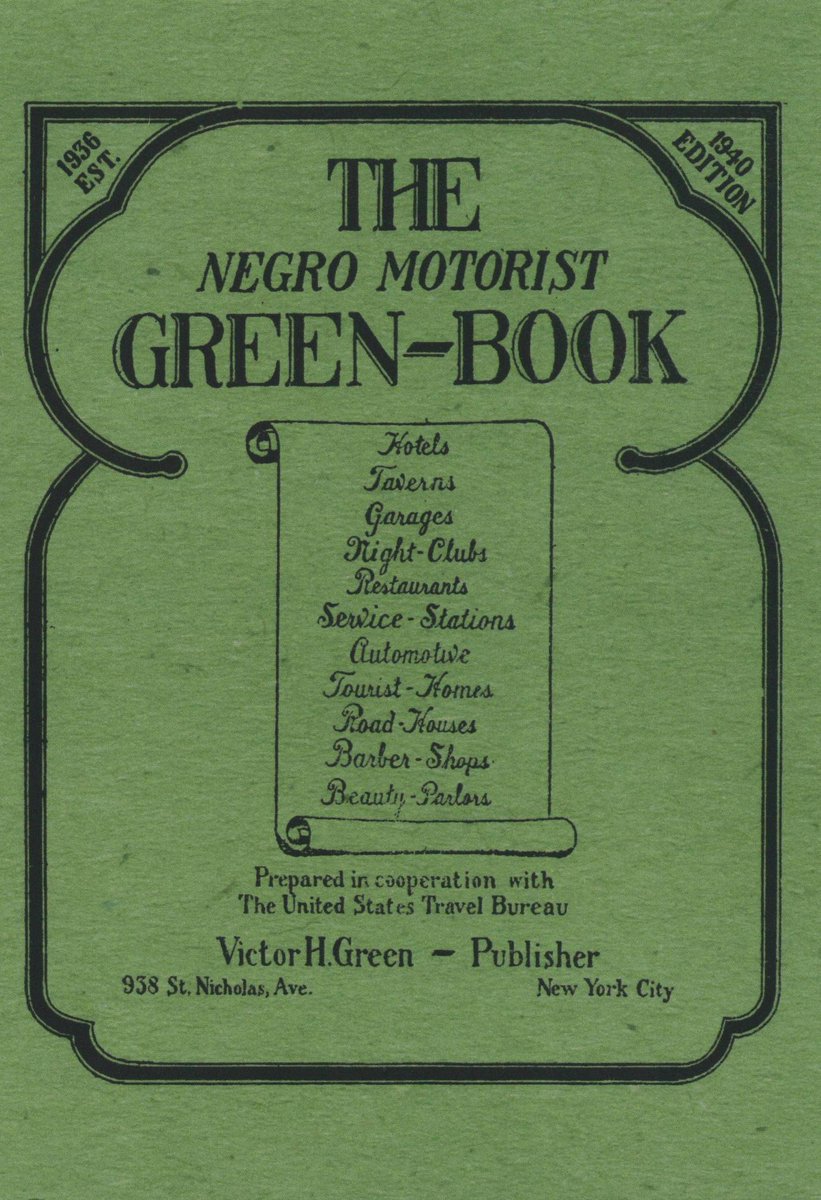 1936
EST.
1940
EDITION
THE
NEGRO MOTORIST
GREEN-BOOK
Hotels
Taverns
Garages
Night-Clubs
Restaurants
Service-Stations
Automotive
Tourist-Homes
Road-Houses
Barber-Shops
Beauty-Parlors
Prepared in cooperation with
The United States Travel Bureau
Victor H. Green - Publisher
938 St. Nicholas, Ave. New York City